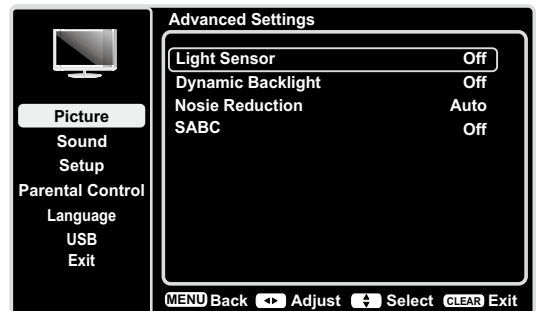 Advanced Settings
Light Sensor Off
Dynamic Backlight Off
Nosie Reduction Auto
SABC Off
Picture
Sound
Setup
Parental Control
Language
USB
Exit
MENU Back Adjust Select CLEAR Exit